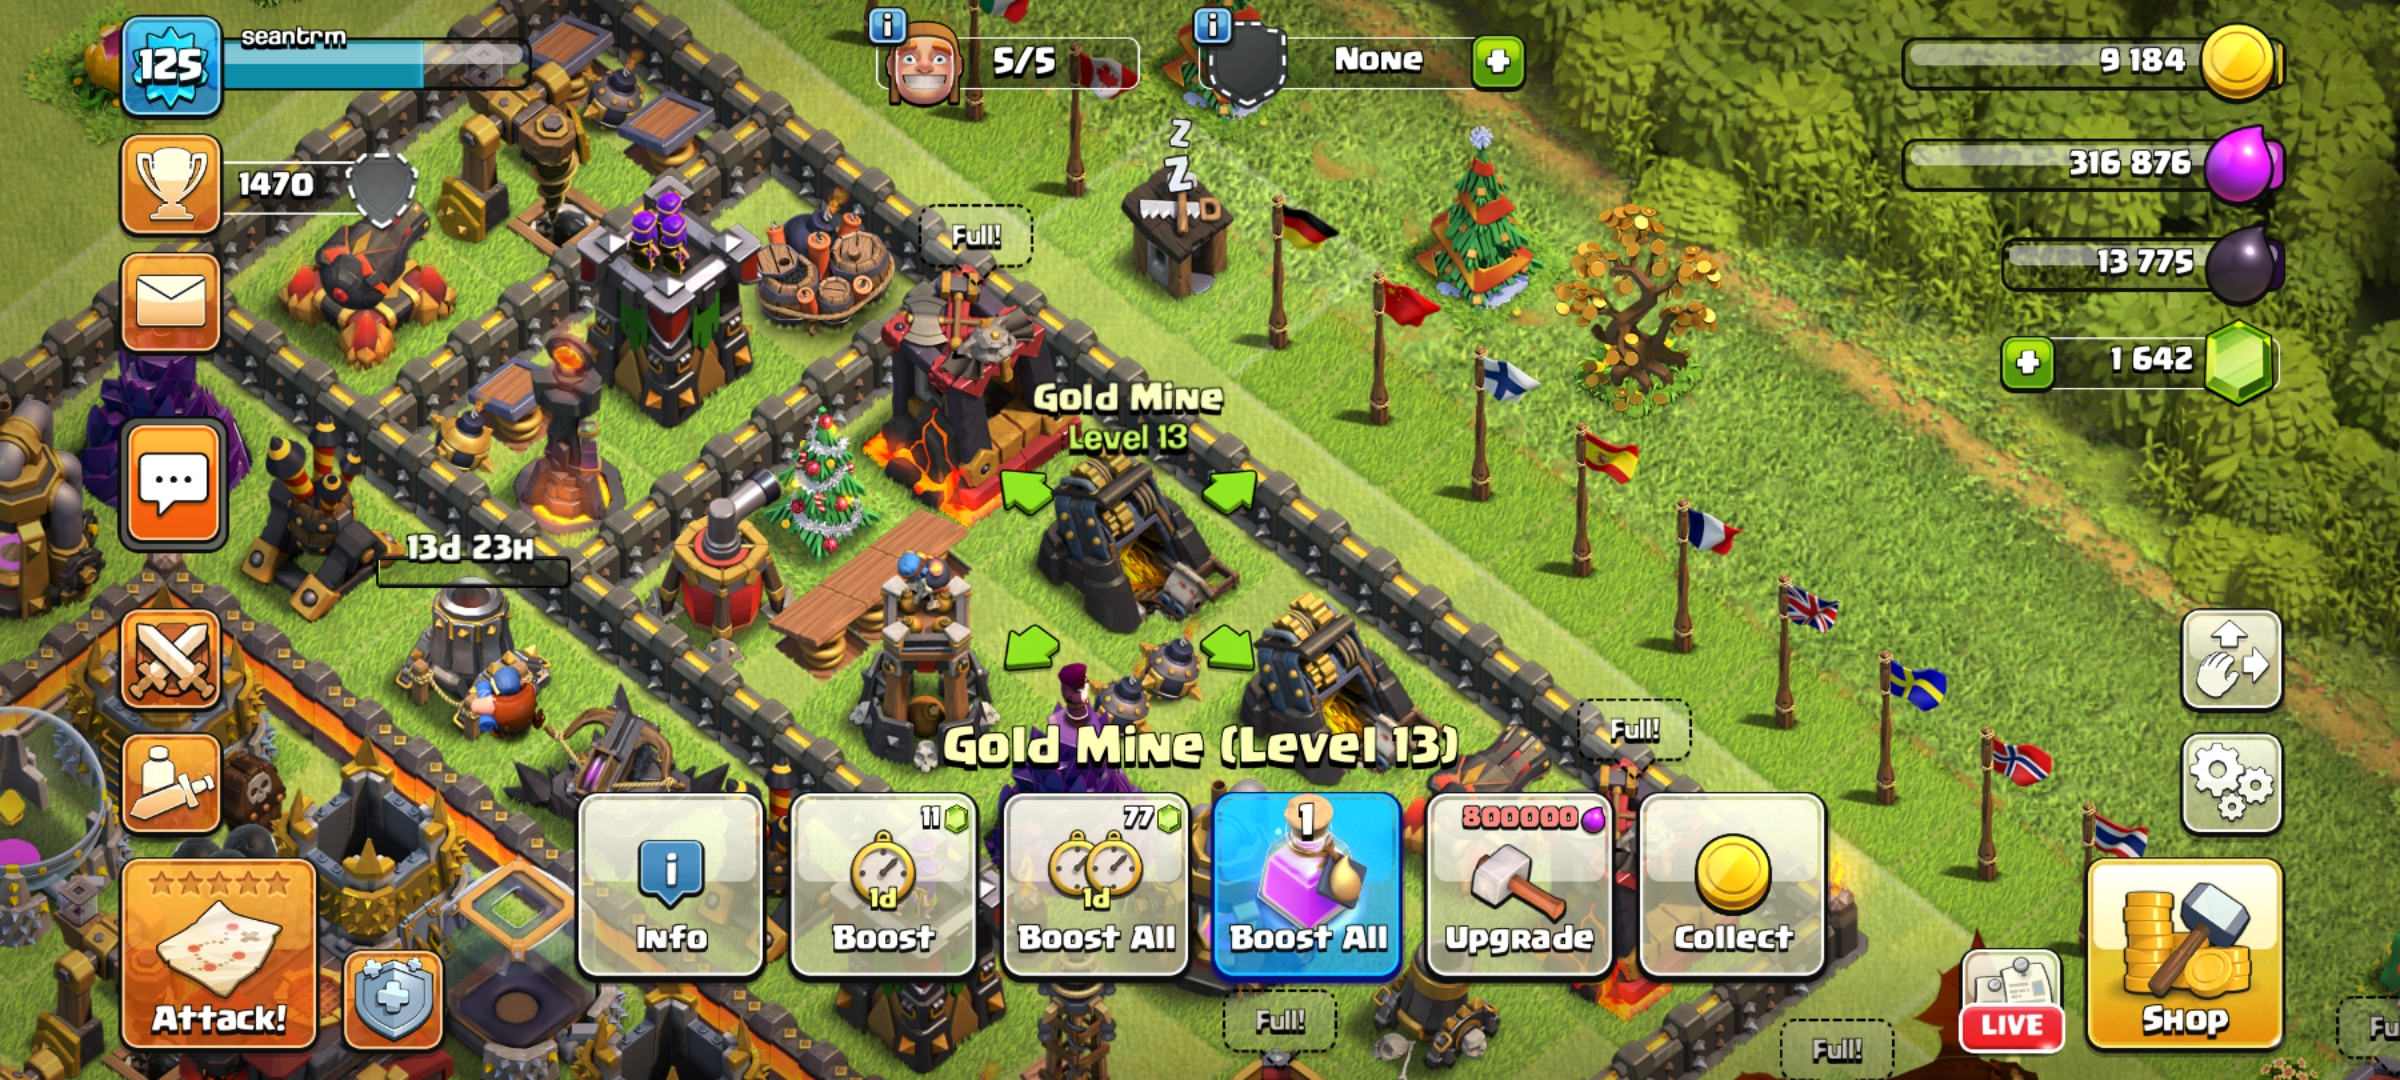 seantrm
125
5/5
None
9 184
1470
316 876
Z
Z
Full!
13 775
1 642
Gold Mine
Level 13
13d 23h
Full!
Gold Mine (Level 13)
11
77
1
800000
1d
1d
Info
Boost
Boost All
Boost All
Upgrade
Collect
Attack!
Full!
Full!
LIVE
Shop
Fu